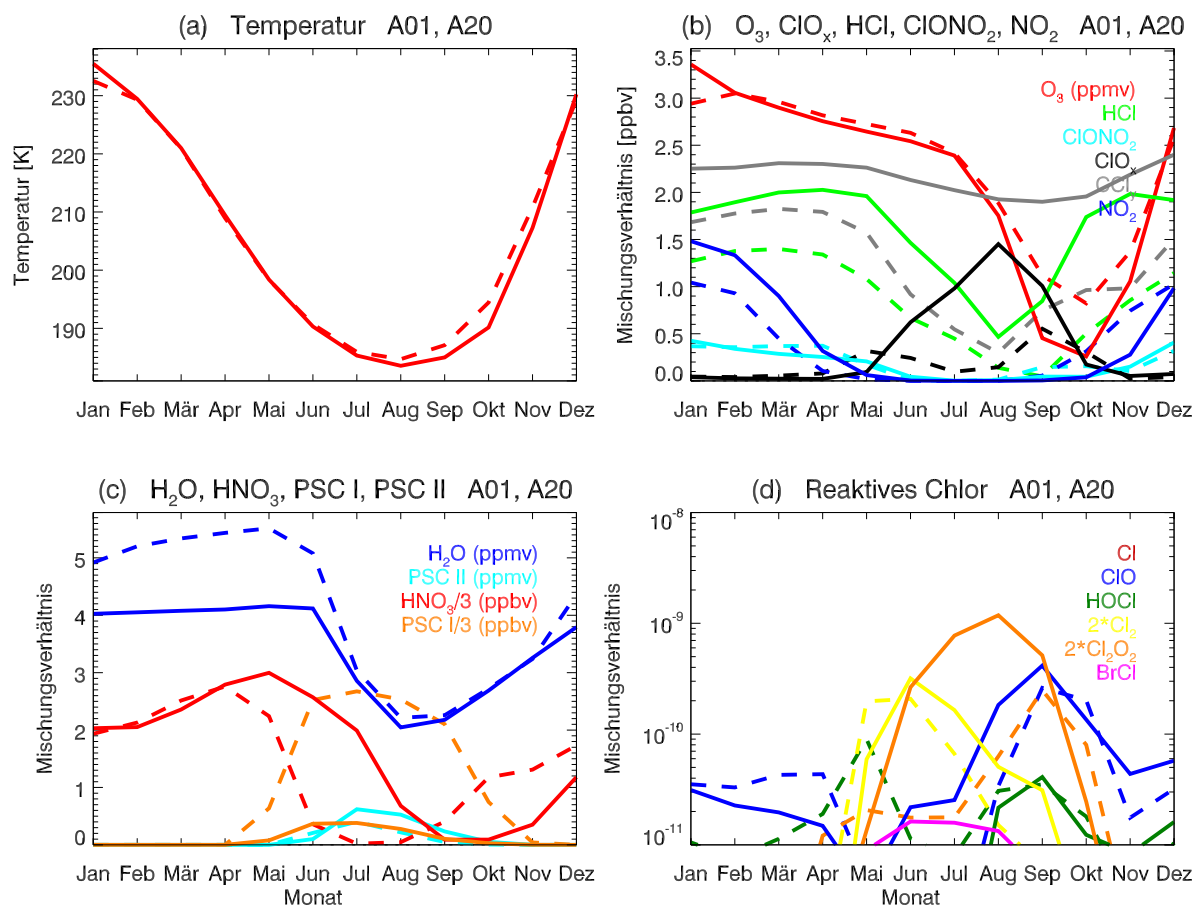 (a) Temperatur A01, A20
Temperatur [K]
230
220
210
200
190
Jan Feb Mär Apr Mai Jun Jul Aug Sep Okt Nov Dez
(b) O₃, ClOₓ, HCl, ClONO₂, NO₂ A01, A20
Mischungsverhältnis [ppbv]
3.5
3.0
2.5
2.0
1.5
1.0
0.5
0.0
O₃ (ppmv)
HCl
ClONO₂
ClOₓ
CCly
NO₂
Jan Feb Mär Apr Mai Jun Jul Aug Sep Okt Nov Dez
(c) H₂O, HNO₃, PSC I, PSC II A01, A20
Mischungsverhältnis
5
4
3
2
1
0
H₂O (ppmv)
PSC II (ppmv)
HNO₃/3 (ppbv)
PSC I/3 (ppbv)
Jan Feb Mär Apr Mai Jun Jul Aug Sep Okt Nov Dez
Monat
(d) Reaktives Chlor A01, A20
Mischungsverhältnis
10⁻⁸
10⁻⁹
10⁻¹⁰
10⁻¹¹
Cl
ClO
HOCl
2*Cl₂
2*Cl₂O₂
BrCl
Jan Feb Mär Apr Mai Jun Jul Aug Sep Okt Nov Dez
Monat